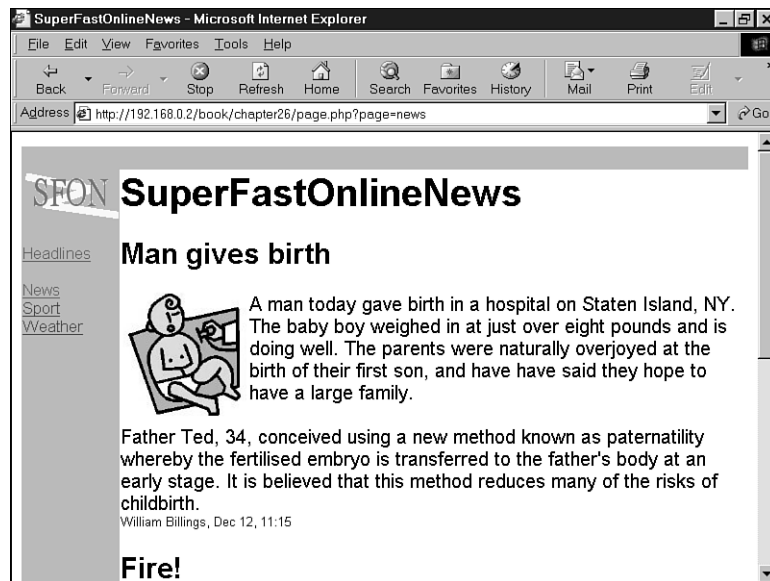 SuperFastOnlineNews - Microsoft Internet Explorer
File Edit View Favorites Tools Help
Back Forward Stop Refresh Home Search Favorites History Mail Print Edit
Address http://192.168.0.2/book/chapter26/page.php?page=news Go
SFON SuperFastOnlineNews
Headlines
News
Sport
Weather
Man gives birth
A man today gave birth in a hospital on Staten Island, NY.
The baby boy weighed in at just over eight pounds and is
doing well. The parents were naturally overjoyed at the
birth of their first son, and have have said they hope to
have a large family.
Father Ted, 34, conceived using a new method known as paternatility
whereby the fertilised embryo is transferred to the father's body at an
early stage. It is believed that this method reduces many of the risks of
childbirth.
William Billings, Dec 12, 11:15
Fire!